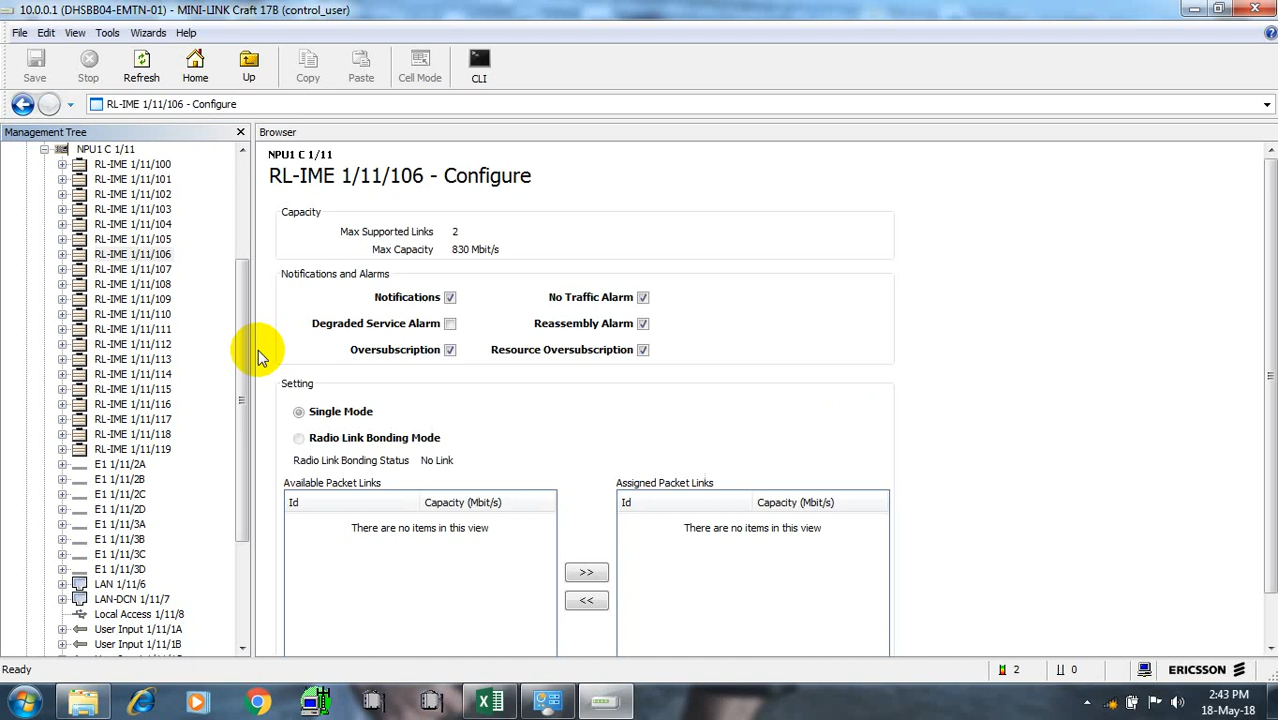 10.0.0.1 (DHSBB04-EMTN-01) - MINI-LINK Craft 17B (control_user)
File Edit View Tools Wizards Help
Save Stop Refresh Home Up Copy Paste Cell Mode CLI
RL-IME 1/11/106 - Configure
Management Tree
NPU1 C 1/11
RL-IME 1/11/100
RL-IME 1/11/101
RL-IME 1/11/102
RL-IME 1/11/103
RL-IME 1/11/104
RL-IME 1/11/105
RL-IME 1/11/106
RL-IME 1/11/107
RL-IME 1/11/108
RL-IME 1/11/109
RL-IME 1/11/110
RL-IME 1/11/111
RL-IME 1/11/112
RL-IME 1/11/113
RL-IME 1/11/114
RL-IME 1/11/115
RL-IME 1/11/116
RL-IME 1/11/117
RL-IME 1/11/118
RL-IME 1/11/119
E1 1/11/2A
E1 1/11/2B
E1 1/11/2C
E1 1/11/2D
E1 1/11/3A
E1 1/11/3B
E1 1/11/3C
E1 1/11/3D
LAN 1/11/6
LAN-DCN 1/11/7
Local Access 1/11/8
User Input 1/11/1A
User Input 1/11/1B
Browser
NPU1 C 1/11
RL-IME 1/11/106 - Configure
Capacity
Max Supported Links 2
Max Capacity 830 Mbit/s
Notifications and Alarms
Notifications No Traffic Alarm
Degraded Service Alarm Reassembly Alarm
Oversubscription Resource Oversubscription
Setting
Single Mode
Radio Link Bonding Mode
Radio Link Bonding Status No Link
Available Packet Links Assigned Packet Links
Id Capacity (Mbit/s) Id Capacity (Mbit/s)
There are no items in this view There are no items in this view
>>
<<
Ready 2 0 ERICSSON
2:43 PM
18-May-18